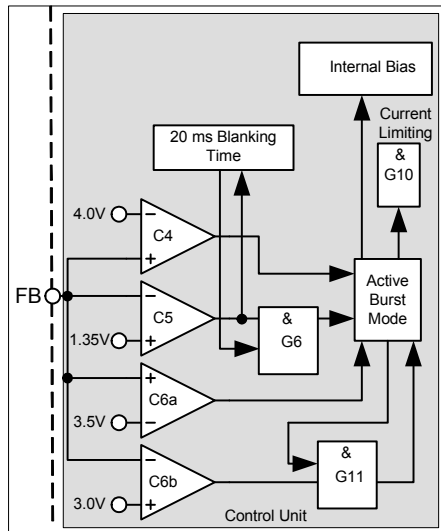 Internal Bias
Current
Limiting
20 ms Blanking
Time
&
G10
4.0V
−
C4
+
FB
−
C5
+
1.35V
&
G6
Active
Burst
Mode
+
C6a
−
3.5V
−
C6b
+
3.0V
&
G11
Control Unit